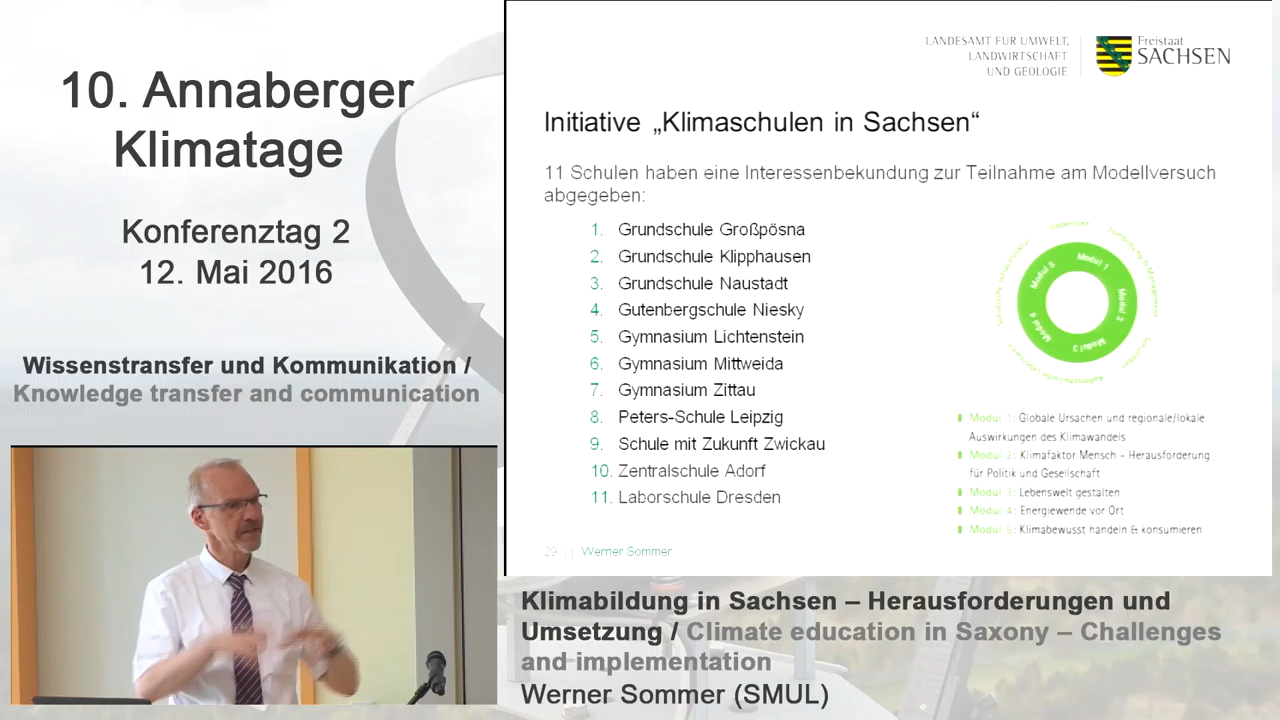 10. Annaberger
Klimatage
Konferenztag 2
12. Mai 2016
Wissenstransfer und Kommunikation /
Knowledge transfer and communication
LANDESAMT FÜR UMWELT,
LANDWIRTSCHAFT
UND GEOLOGIE
Freistaat
SACHSEN
Initiative „Klimaschulen in Sachsen“
11 Schulen haben eine Interessenbekundung zur Teilnahme am Modellversuch
abgegeben:
1. Grundschule Großpösna
2. Grundschule Klipphausen
3. Grundschule Naustadt
4. Gutenbergschule Niesky
5. Gymnasium Lichtenstein
6. Gymnasium Mittweida
7. Gymnasium Zittau
8. Peters-Schule Leipzig
9. Schule mit Zukunft Zwickau
10. Zentralschule Adorf
11. Laborschule Dresden
Modul 1
Modul 2
Modul 3
Modul 4
Modul 5
Modul 1: Globale Ursachen und regionale/lokale
Auswirkungen des Klimawandels
Modul 2: Klimafaktor Mensch – Herausforderung
für Politik und Gesellschaft
Modul 3: Lebenswelt gestalten
Modul 4: Energiewende vor Ort
Modul 5: Klimabewusst handeln & konsumieren
29 || Werner Sommer
Klimabildung in Sachsen – Herausforderungen und
Umsetzung / Climate education in Saxony – Challenges
and implementation
Werner Sommer (SMUL)